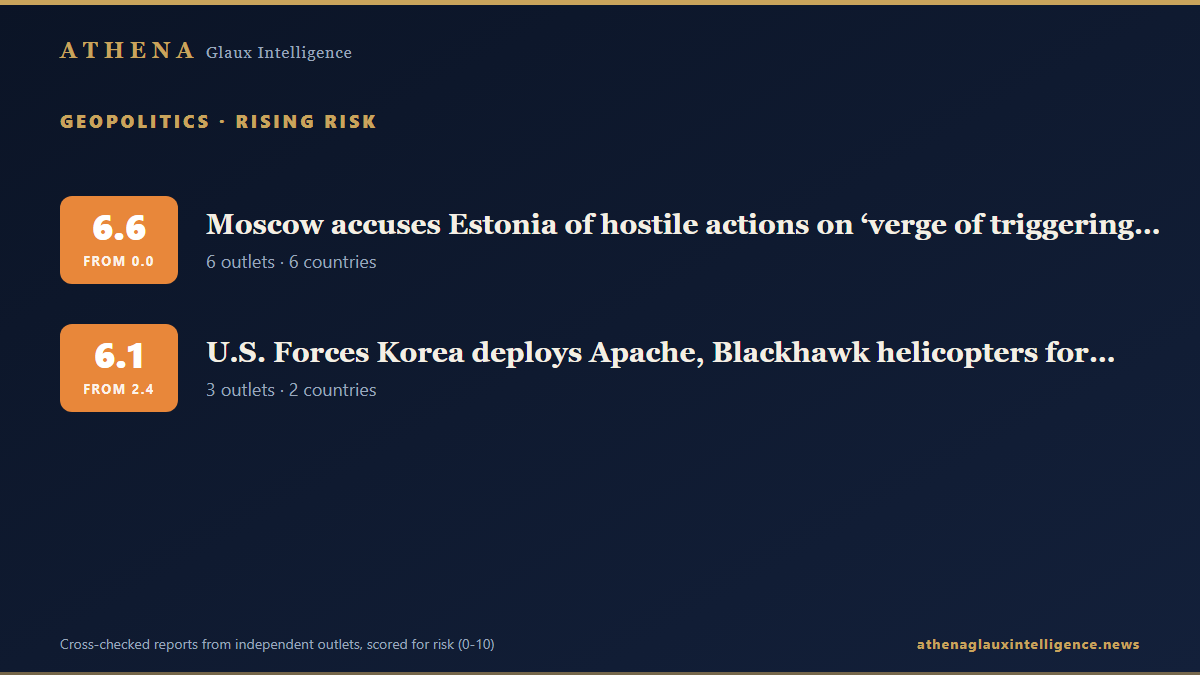 ATHENA Glaux Intelligence
GEOPOLITICS · RISING RISK
6.6
FROM 0.0
Moscow accuses Estonia of hostile actions on ‘verge of triggering...
6 outlets · 6 countries
6.1
FROM 2.4
U.S. Forces Korea deploys Apache, Blackhawk helicopters for...
3 outlets · 2 countries
Cross-checked reports from independent outlets, scored for risk (0-10)
athenaglauxintelligence.news